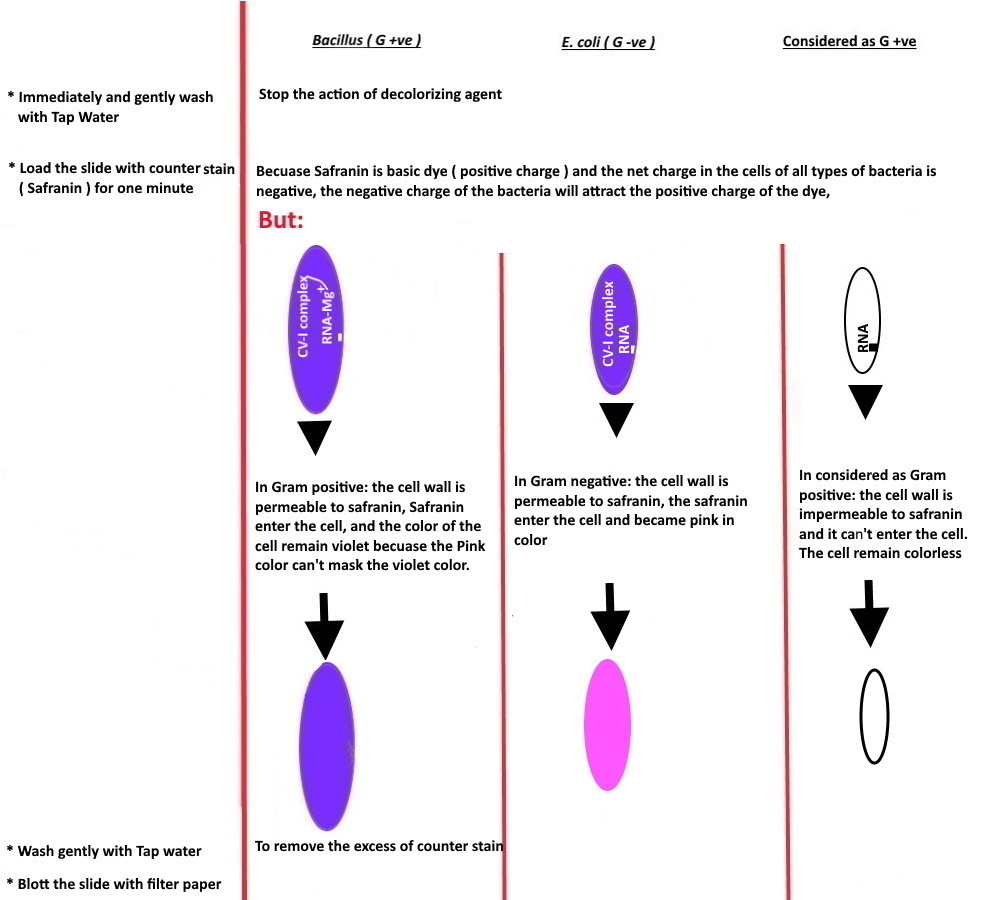 Bacillus ( G +ve )
E. coli ( G -ve )
Considered as G +ve
* Immediately and gently wash
with Tap Water
Stop the action of decolorizing agent
* Load the slide with counter stain
( Safranin ) for one minute
Becuase Safranin is basic dye ( positive charge ) and the net charge in the cells of all types of bacteria is
negative, the negative charge of the bacteria will attract the positive charge of the dye,
But:
CV-I complex
RNA-Mg+
-
CV-I complex
RNA
-
RNA
-
In Gram positive: the cell wall is
permeable to safranin, Safranin
enter the cell, and the color of the
cell remain violet becuase the Pink
color can't mask the violet color.
In Gram negative: the cell wall is
permeable to safranin, the safranin
enter the cell and became pink in
color
In considered as Gram
positive: the cell wall is
impermeable to safranin
and it can't enter the cell.
The cell remain colorless
* Wash gently with Tap water
To remove the excess of counter stain
* Blott the slide with filter paper